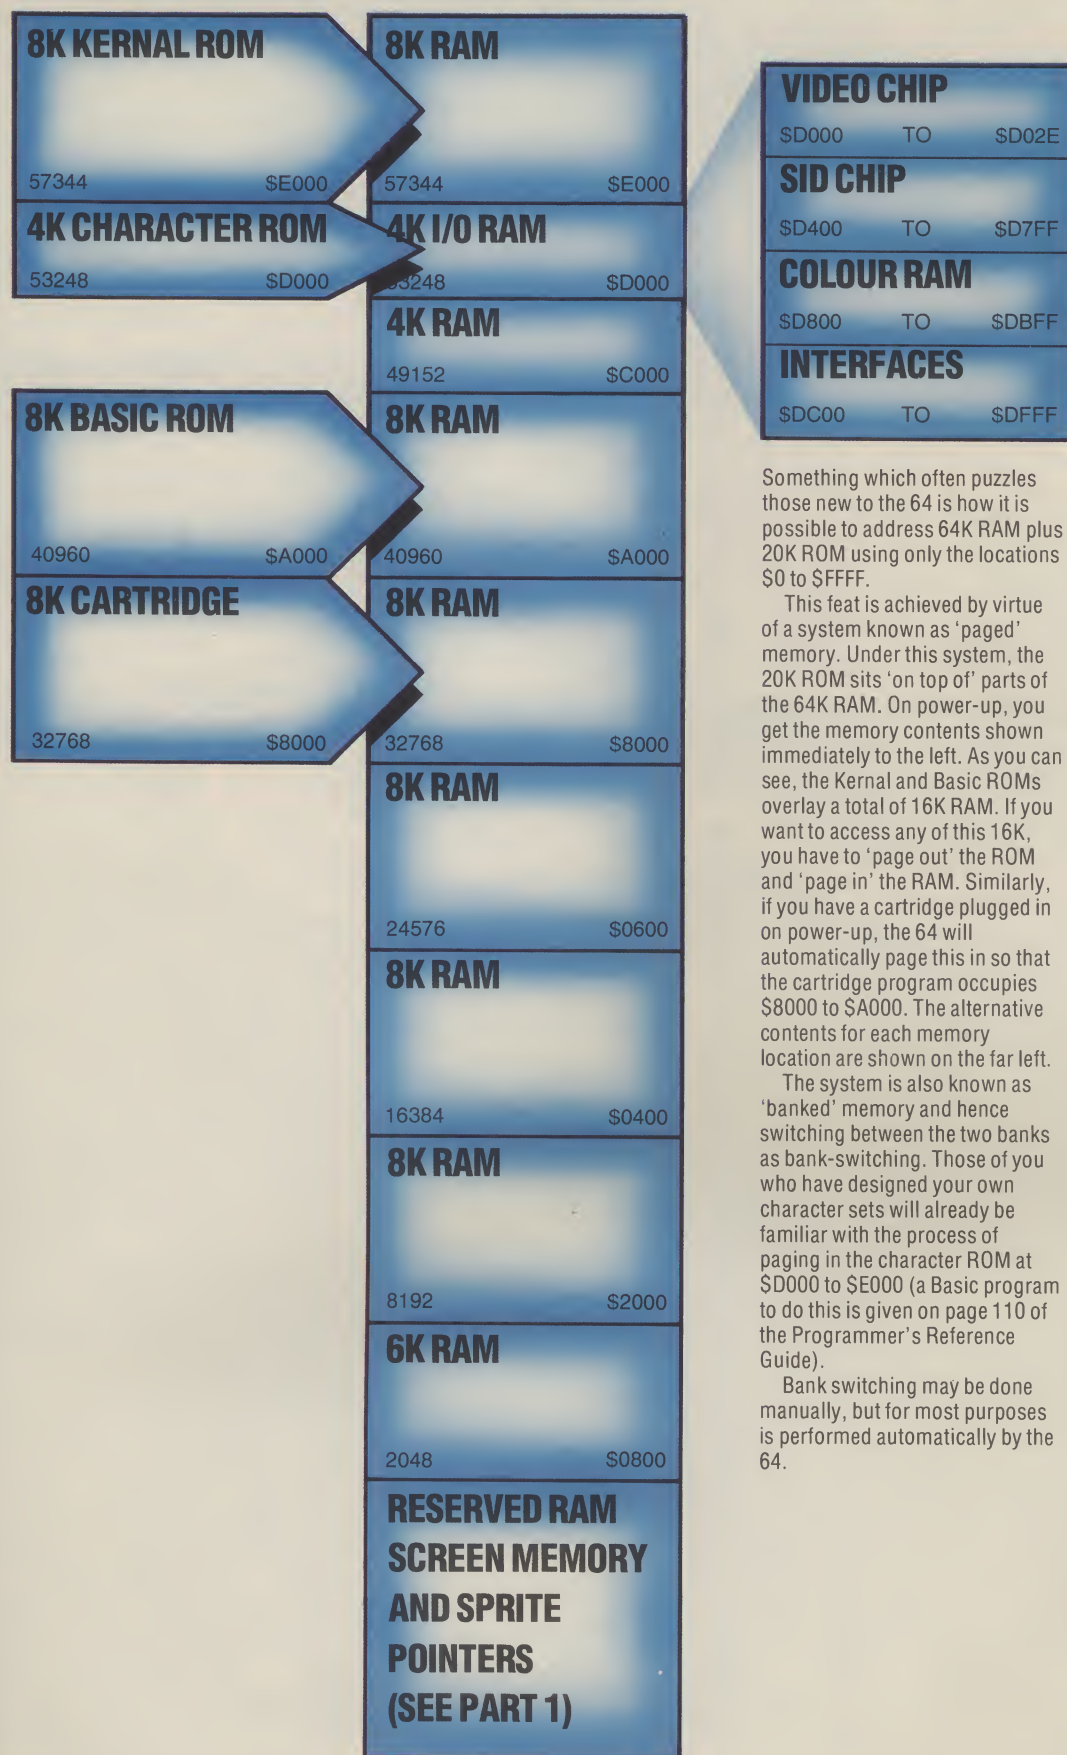 8K KERNAL ROM
57344 $E000
4K CHARACTER ROM
53248 $D000
8K BASIC ROM
40960 $A000
8K CARTRIDGE
32768 $8000
8K RAM
57344 $E000
4K I/O RAM
53248 $D000
4K RAM
49152 $C000
8K RAM
40960 $A000
8K RAM
32768 $8000
8K RAM
24576 $0600
8K RAM
16384 $0400
8K RAM
8192 $2000
6K RAM
2048 $0800
RESERVED RAM
SCREEN MEMORY
AND SPRITE
POINTERS
(SEE PART 1)
VIDEO CHIP
$D000 TO $D02E
SID CHIP
$D400 TO $D7FF
COLOUR RAM
$D800 TO $DBFF
INTERFACES
$DC00 TO $DFFF
Something which often puzzles
those new to the 64 is how it is
possible to address 64K RAM plus
20K ROM using only the locations
$0 to $FFFF.
This feat is achieved by virtue
of a system known as 'paged'
memory. Under this system, the
20K ROM sits 'on top of' parts of
the 64K RAM. On power-up, you
get the memory contents shown
immediately to the left. As you can
see, the Kernal and Basic ROMs
overlay a total of 16K RAM. If you
want to access any of this 16K,
you have to 'page out' the ROM
and 'page in' the RAM. Similarly,
if you have a cartridge plugged in
on power-up, the 64 will
automatically page this in so that
the cartridge program occupies
$8000 to $A000. The alternative
contents for each memory
location are shown on the far left.
The system is also known as
'banked' memory and hence
switching between the two banks
as bank-switching. Those of you
who have designed your own
character sets will already be
familiar with the process of
paging in the character ROM at
$D000 to $E000 (a Basic program
to do this is given on page 110 of
the Programmer's Reference
Guide).
Bank switching may be done
manually, but for most purposes
is performed automatically by the
64.